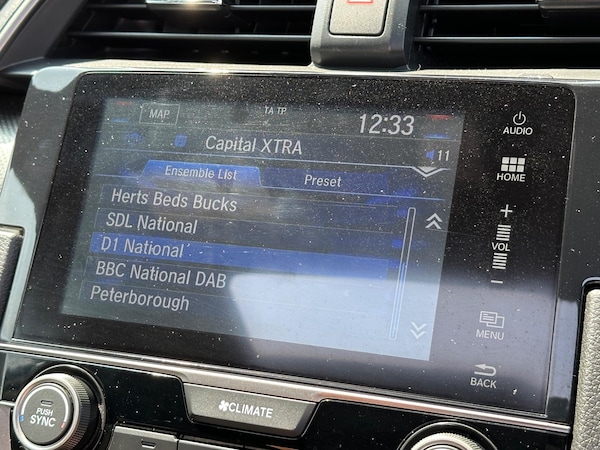 MAP
TA TP
12:33
Capital XTRA
11
Ensemble List
Preset
Herts Beds Bucks
SDL National
D1 National
BBC National DAB
Peterborough
AUDIO
HOME
+
VOL
−
MENU
BACK
PUSH
SYNC
CLIMATE